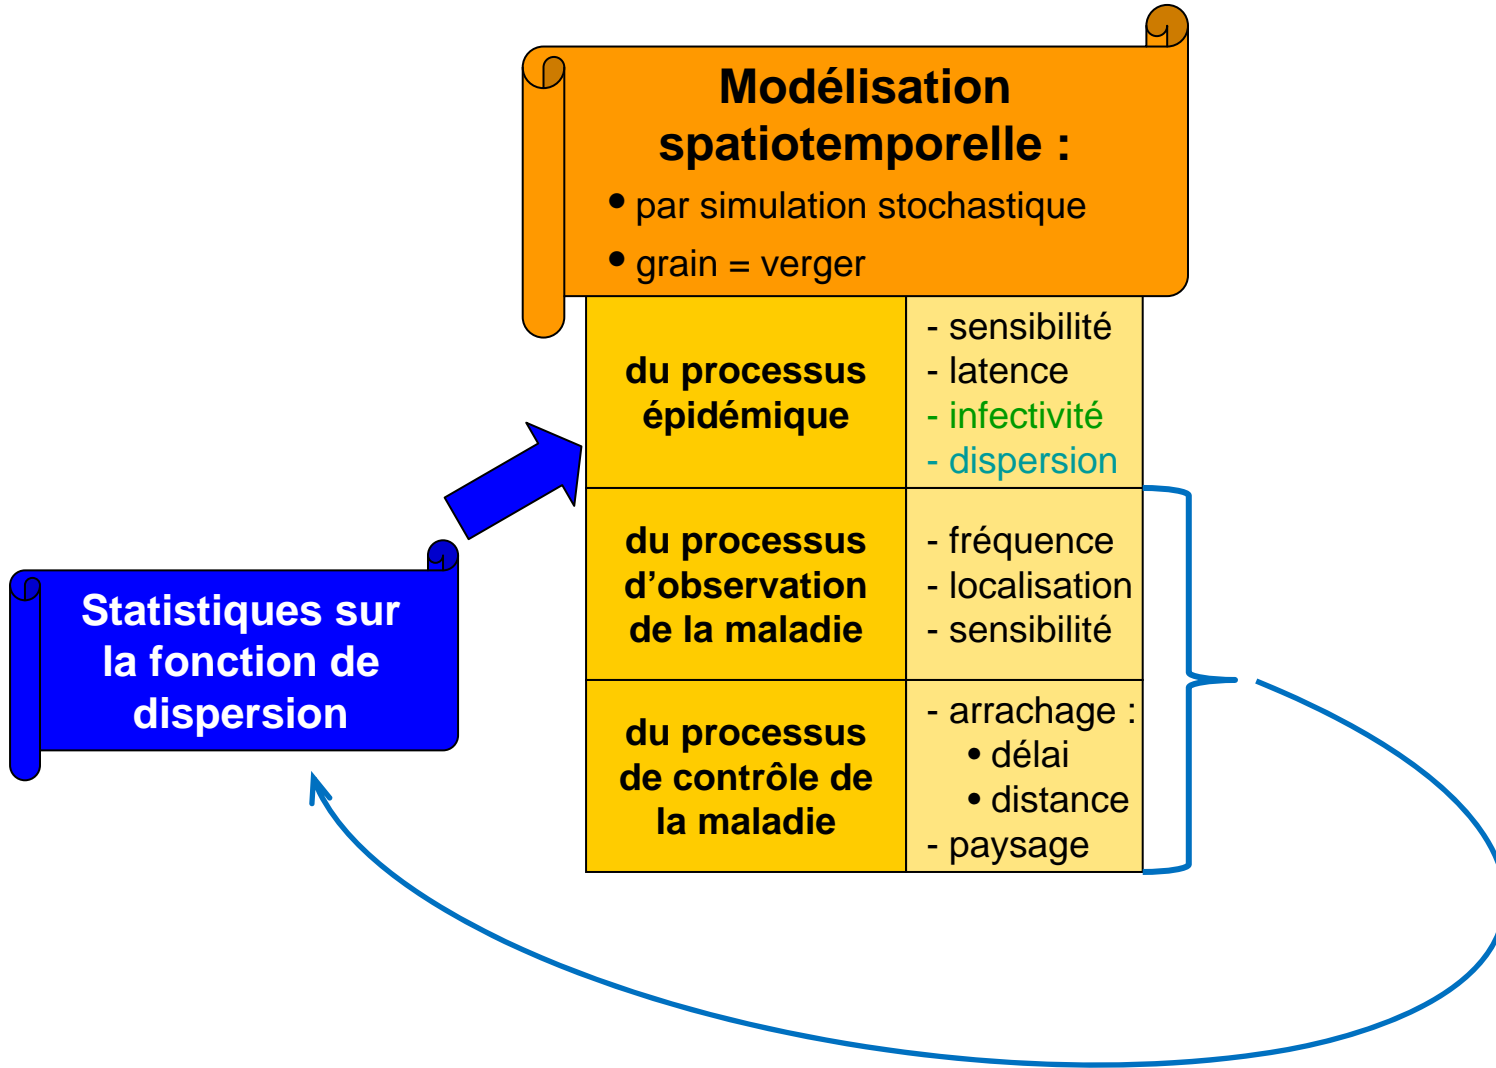 Modélisation
spatiotemporelle :
• par simulation stochastique
• grain = verger
du processus
épidémique
- sensibilité
- latence
- infectivité
- dispersion
du processus
d’observation
de la maladie
- fréquence
- localisation
- sensibilité
du processus
de contrôle de
la maladie
- arrachage :
• délai
• distance
- paysage
Statistiques sur
la fonction de
dispersion